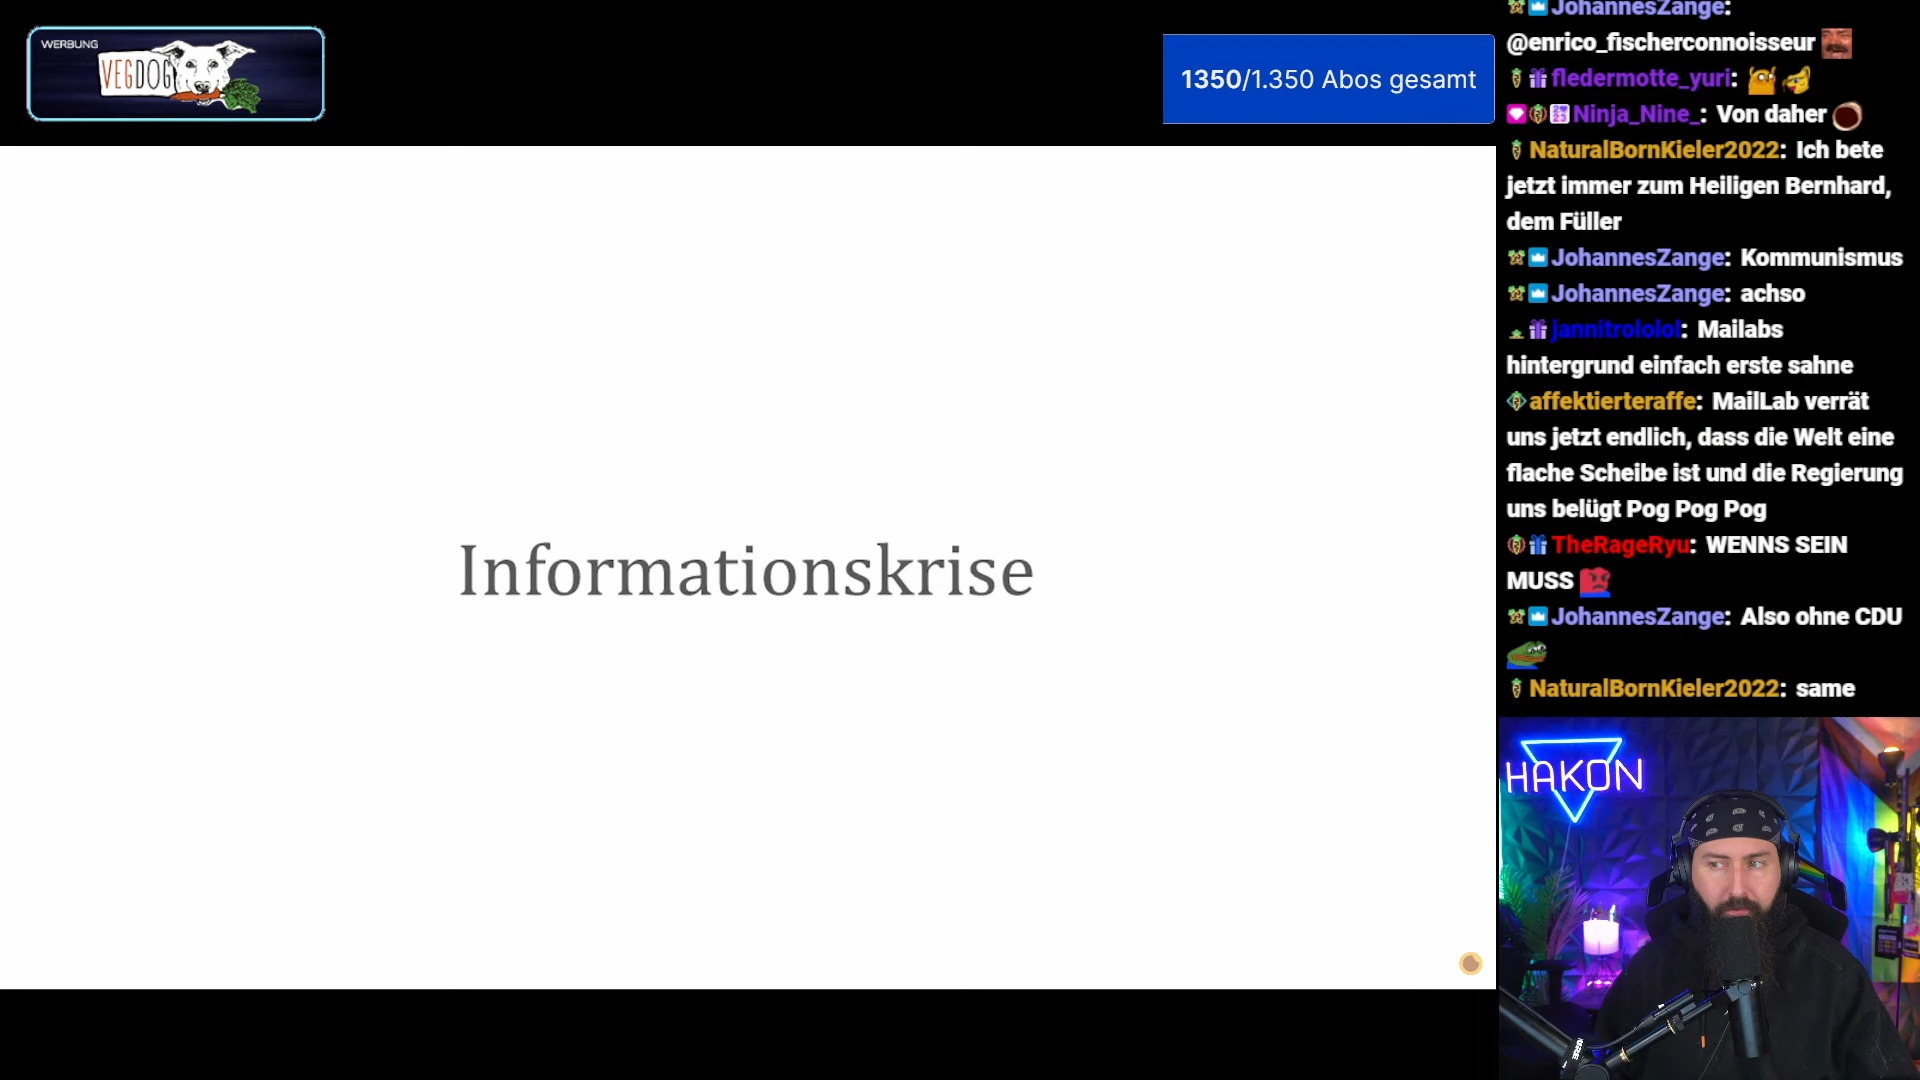 WERBUNG
VEGDOG
1350/1.350 Abos gesamt
Informationskrise
JohannesZange:
@enrico_fischerconnoisseur
fledermotte_yuri:
Ninja_Nine_: Von daher
NaturalBornKieler2022: Ich bete
jetzt immer zum Heiligen Bernhard,
dem Füller
JohannesZange: Kommunismus
JohannesZange: achso
jannitrololol: Mailabs
hintergrund einfach erste sahne
affektierteraffe: MailLab verrät
uns jetzt endlich, dass die Welt eine
flache Scheibe ist und die Regierung
uns belügt Pog Pog Pog
TheRageRyu: WENNS SEIN
MUSS
JohannesZange: Also ohne CDU
NaturalBornKieler2022: same
HAKON